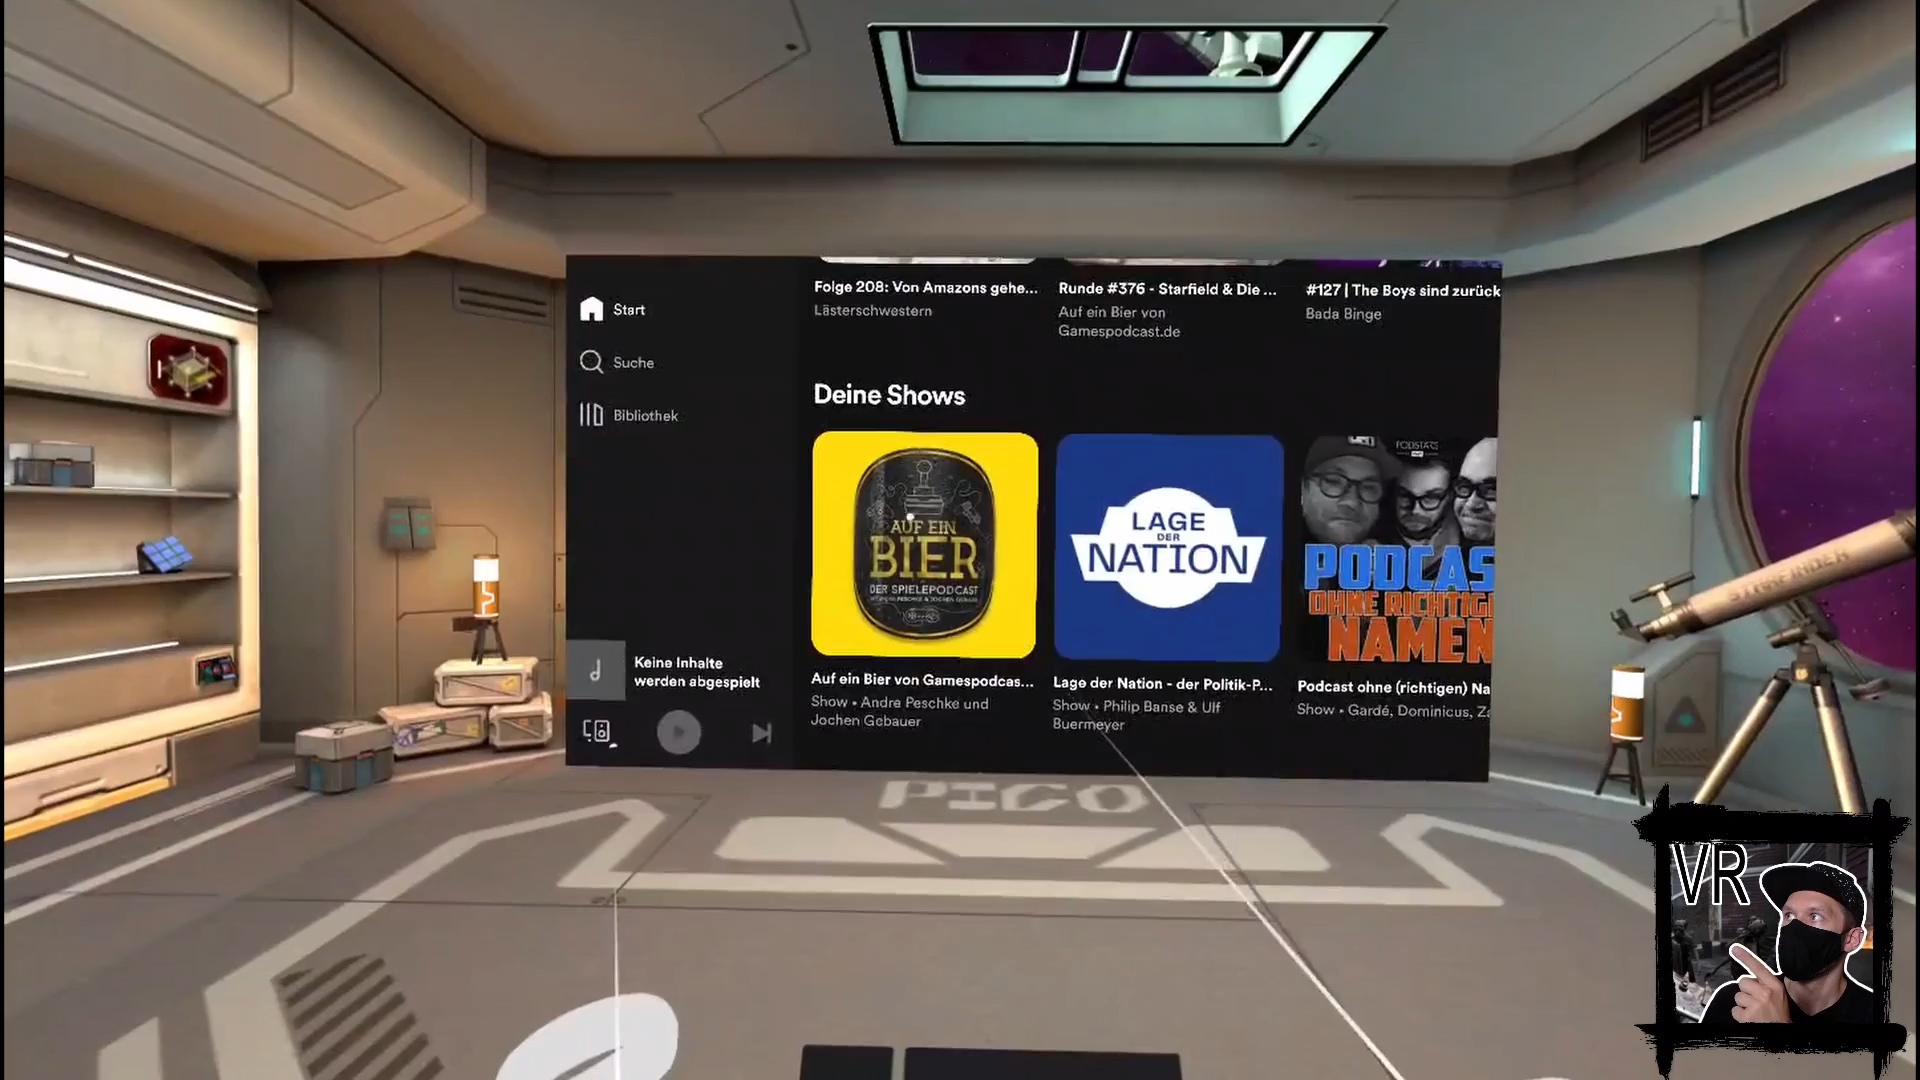 Start
Suche
Bibliothek
Folge 208: Von Amazons gehe...
Lästerschwestern
Runde #376 - Starfield & Die ...
Auf ein Bier von
Gamespodcast.de
#127 | The Boys sind zurück
Bada Binge
Deine Shows
AUF EIN
BIER
DER SPIELEPODCAST
LAGE
DER
NATION
PODSTARS
PODCAS
OHNE RICHTIG
NAMEN
Auf ein Bier von Gamespodcas...
Show • Andre Peschke und
Jochen Gebauer
Lage der Nation - der Politik-P...
Show • Philip Banse & Ulf
Buermeyer
Podcast ohne (richtigen) Na
Show • Gardé, Dominicus, Za
Keine Inhalte
werden abgespielt
PICO
STARFINDER
VR